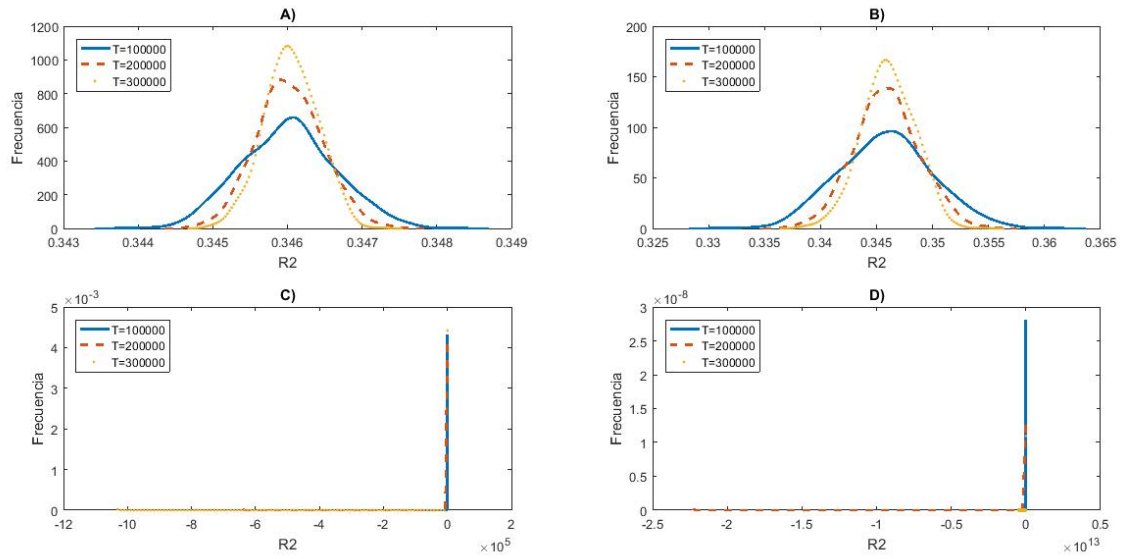 A)
1200
1000
800
600
400
200
0
Frecuencia
T=100000
T=200000
T=300000
0.343 0.344 0.345 0.346 0.347 0.348 0.349
R2
B)
200
150
100
50
0
Frecuencia
T=100000
T=200000
T=300000
0.325 0.33 0.335 0.34 0.345 0.35 0.355 0.36 0.365
R2
C)
×10-3
5
4
3
2
1
0
Frecuencia
T=100000
T=200000
T=300000
-12 -10 -8 -6 -4 -2 0 2
R2
×105
D)
×10-8
3
2.5
2
1.5
1
0.5
0
Frecuencia
T=100000
T=200000
T=300000
-2.5 -2 -1.5 -1 -0.5 0 0.5
R2
×1013